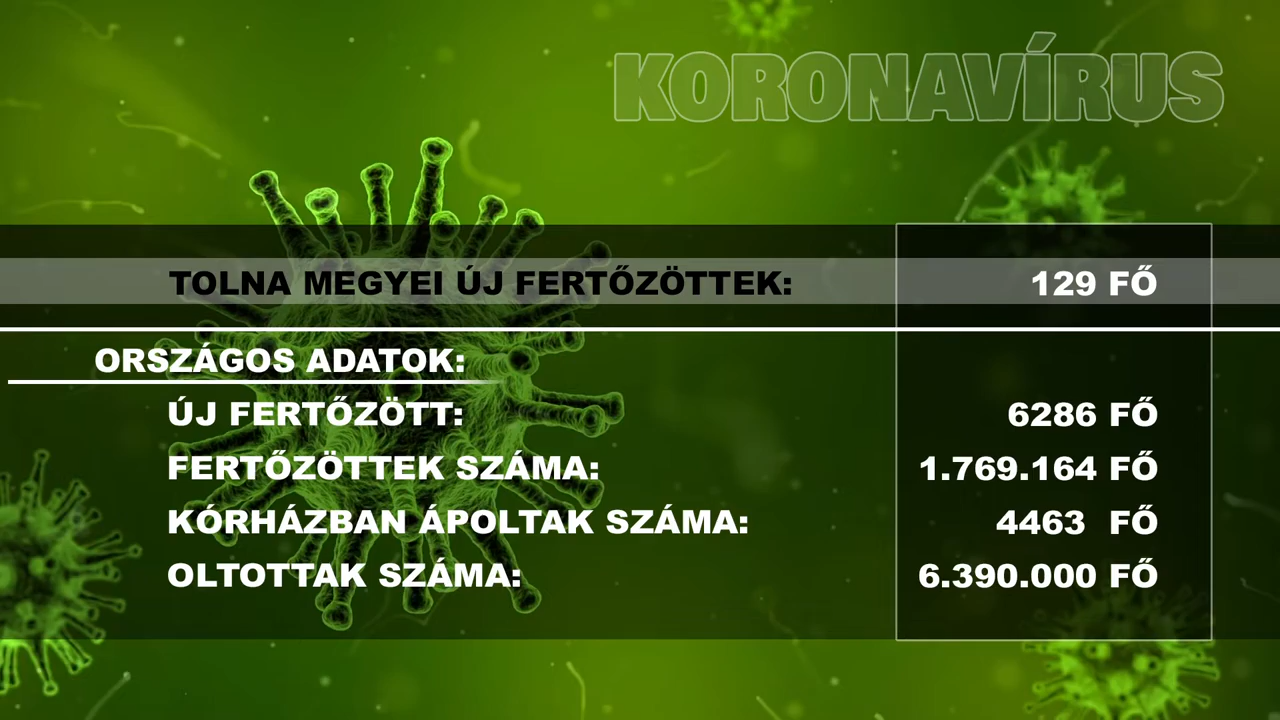 KORONAVÍRUS
TOLNA MEGYEI ÚJ FERTŐZÖTTEK: 129 FŐ
ORSZÁGOS ADATOK:
ÚJ FERTŐZÖTT: 6286 FŐ
FERTŐZÖTTEK SZÁMA: 1.769.164 FŐ
KÓRHÁZBAN ÁPOLTAK SZÁMA: 4463 FŐ
OLTOTTAK SZÁMA: 6.390.000 FŐ